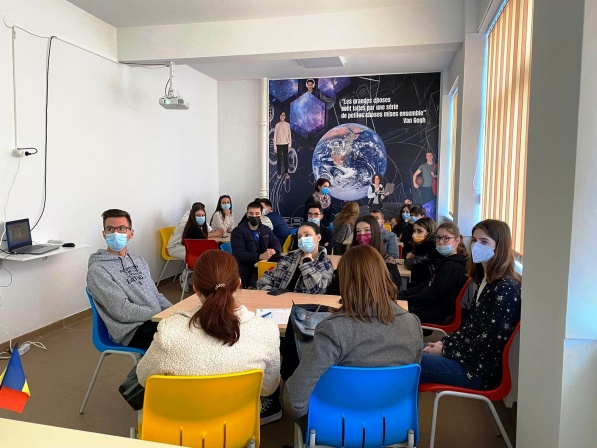 "Les grandes choses
sont faites par une série
de petites choses mises ensemble"
Van Gogh